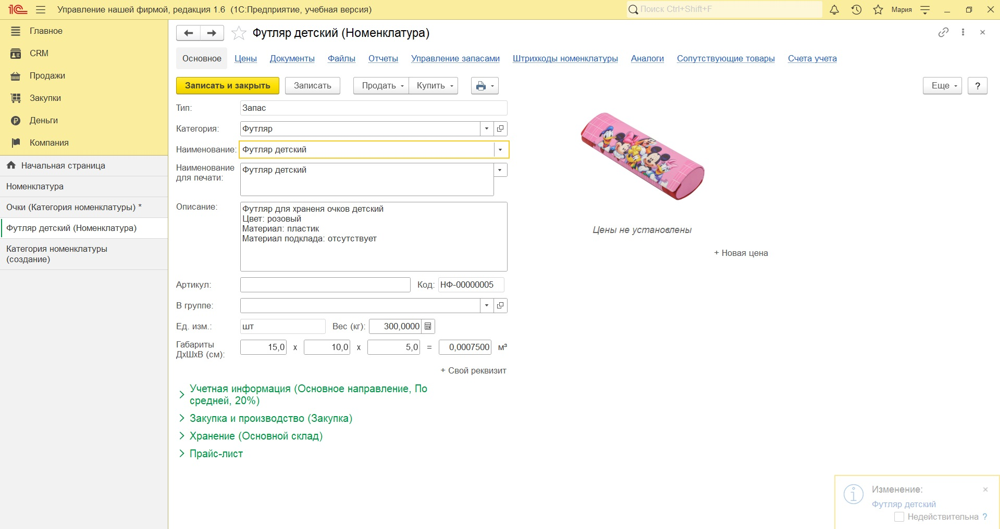 1С Управление нашей фирмой, редакция 1.6 (1С:Предприятие, учебная версия)
Поиск Ctrl+Shift+F
Мария
Главное
CRM
Продажи
Закупки
Деньги
Компания
Начальная страница
Номенклатура
Очки (Категория номенклатуры) *
Футляр детский (Номенклатура)
Категория номенклатуры
(создание)
Футляр детский (Номенклатура)
Основное Цены Документы Файлы Отчеты Управление запасами Штрихкоды номенклатуры Аналоги Сопутствующие товары Счета учета
Записать и закрыть Записать Продать Купить Еще ?
Тип: Запас
Категория: Футляр
Наименование: Футляр детский
Наименование
для печати: Футляр детский
Описание: Футляр для храненя очков детский
Цвет: розовый
Материал: пластик
Материал подклада: отсутствует
Артикул: Код: НФ-00000005
В группе:
Ед. изм.: шт Вес (кг): 300,0000
Габариты
ДхШхВ (см): 15,0 x 10,0 x 5,0 = 0,0007500 м³
+ Свой реквизит
Учетная информация (Основное направление, По
средней, 20%)
Закупка и производство (Закупка)
Хранение (Основной склад)
Прайс-лист
Цены не установлены
+ Новая цена
Изменение:
Футляр детский
Недействительна ?